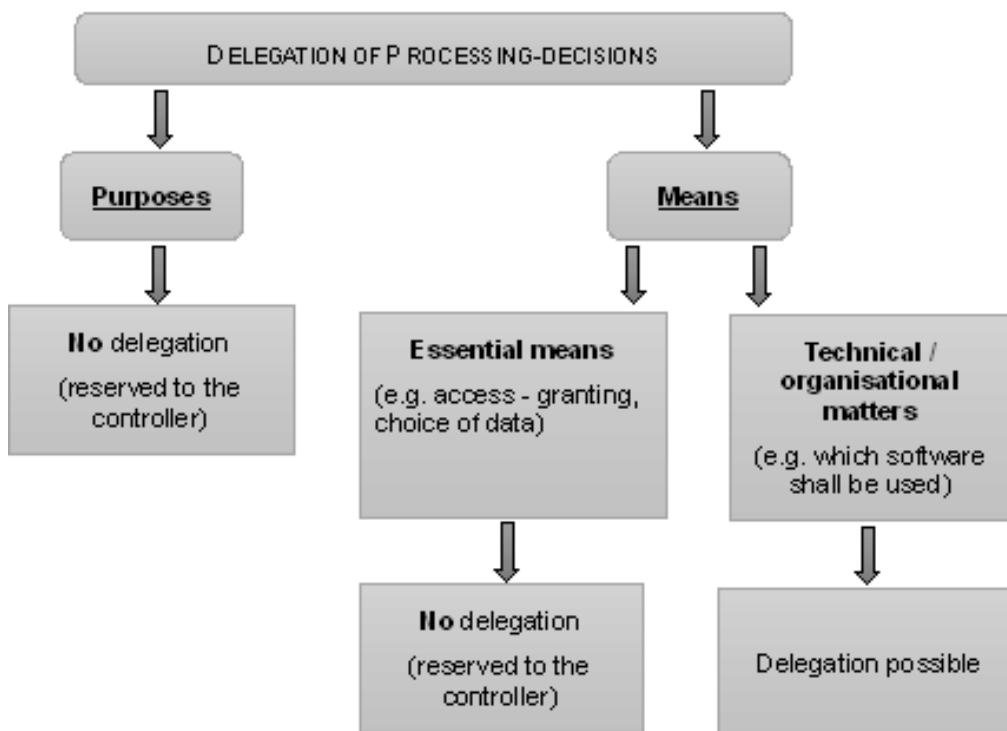 DELEGATION OF PROCESSING-DECISIONS
Purposes
Means
No delegation
(reserved to the
controller)
Essential means
(e.g. access - granting,
choice of data)
Technical /
organisational
matters
(e.g. which software
shall be used)
No delegation
(reserved to the
controller)
Delegation possible